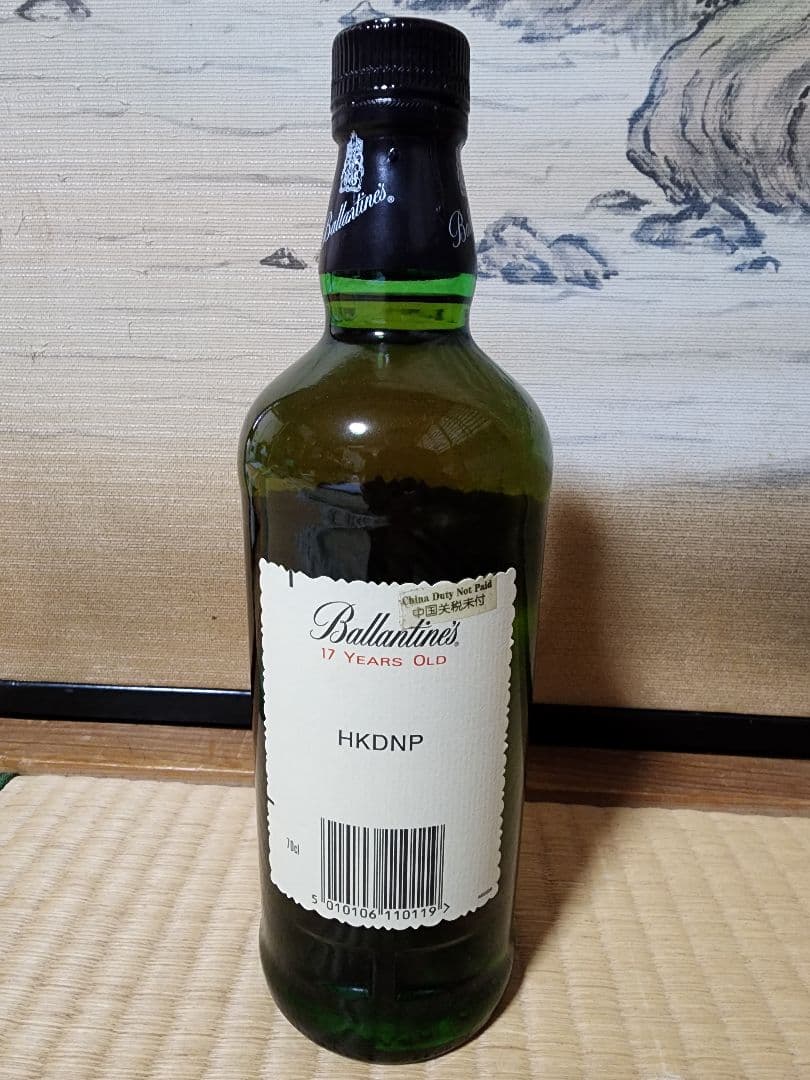 Ballantine's®
China Duty Not Paid
中国关税未付
Ballantine's®
17 YEARS OLD
HKDNP
70cl
5 010106 110119 >